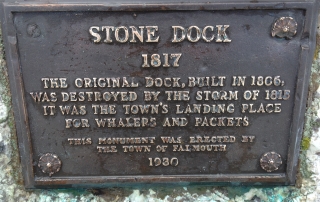 STONE DOCK
1817
THE ORIGINAL DOCK, BUILT IN 1806,
WAS DESTROYED BY THE STORM OF 1815
IT WAS THE TOWN'S LANDING PLACE
FOR WHALERS AND PACKETS
THIS MONUMENT WAS ERECTED BY
THE TOWN OF FALMOUTH
1930